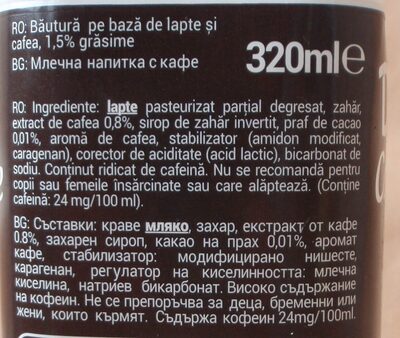 RO: Băutură pe bază de lapte și
cafea, 1,5% grăsime
320ml℮
BG: Млечна напитка с кафе
RO: Ingrediente: lapte pasteurizat parțial degresat, zahăr,
extract de cafea 0,8%, sirop de zahăr invertit, praf de cacao
0,01%, aromă de cafea, stabilizator (amidon modificat,
caragenan), corector de aciditate (acid lactic), bicarbonat de
sodiu. Conținut ridicat de cafeină. Nu se recomandă pentru
copii sau femeile însărcinate sau care alăptează. (Conține
cafeină: 24 mg/100 ml).
BG: Съставки: краве мляко, захар, екстракт от кафе
0.8%, захарен сироп, какао на прах 0,01%, аромат
кафе, стабилизатор: модифицирано нишесте,
карагенан, регулатор на киселинността: млечна
киселина, натриев бикарбонат. Високо съдържание
на кофеин. Не се препоръчва за деца, бременни или
жени, които кърмят. Съдържа кофеин 24mg/100ml.